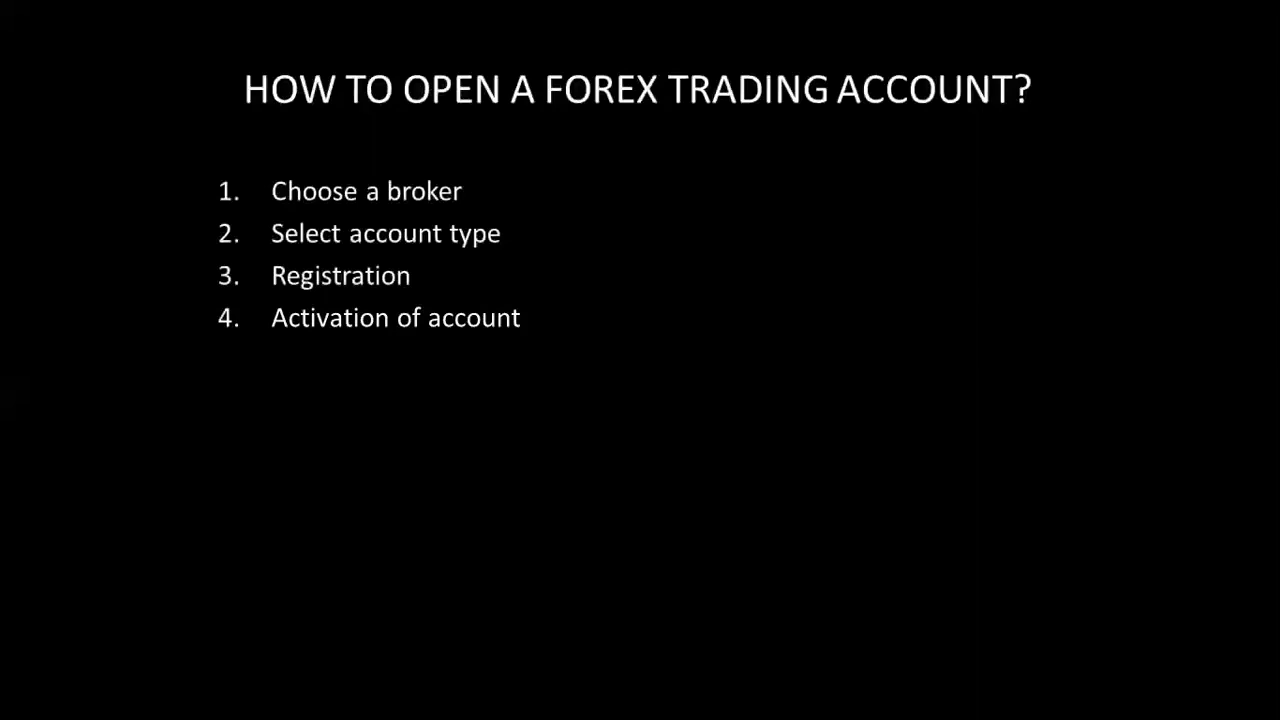 HOW TO OPEN A FOREX TRADING ACCOUNT?
1. Choose a broker
2. Select account type
3. Registration
4. Activation of account